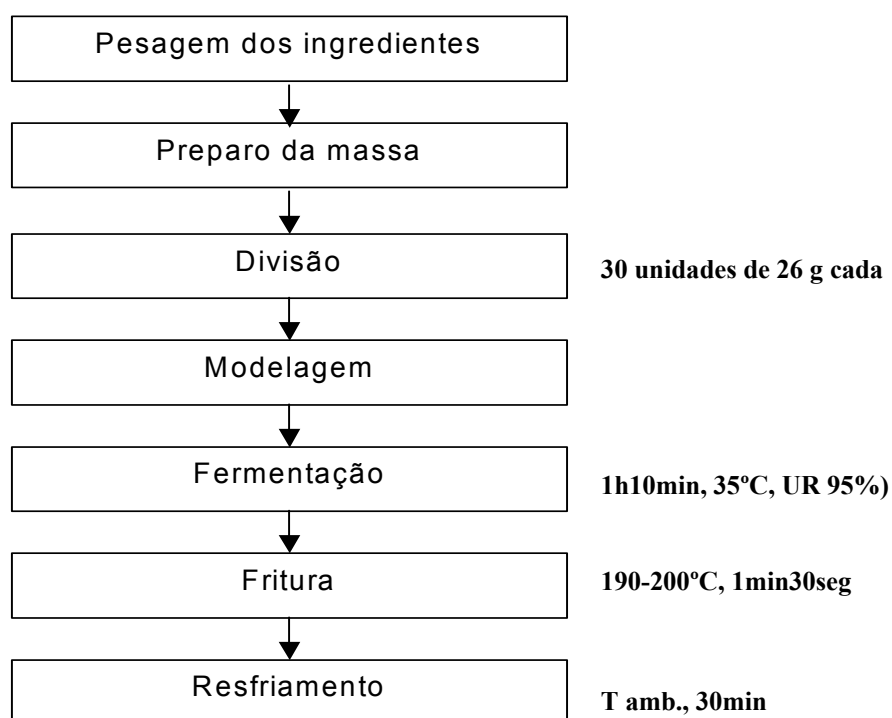 Pesagem dos ingredientes
Preparo da massa
Divisão
30 unidades de 26 g cada
Modelagem
Fermentação
1h10min, 35ºC, UR 95%)
Fritura
190-200ºC, 1min30seg
Resfriamento
T amb., 30min